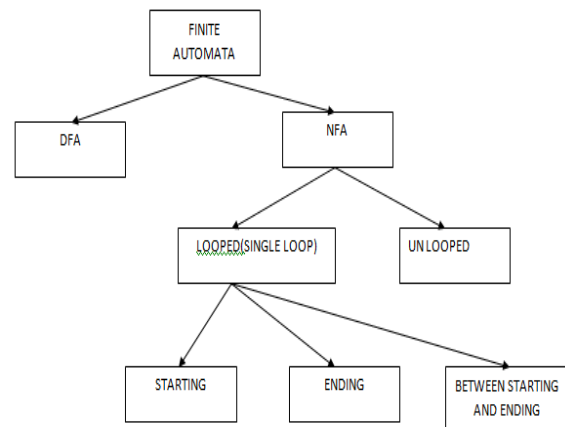 FINITE
AUTOMATA
DFA
NFA
LOOPED(SINGLE LOOP)
UN LOOPED
STARTING
ENDING
BETWEEN STARTING
AND ENDING